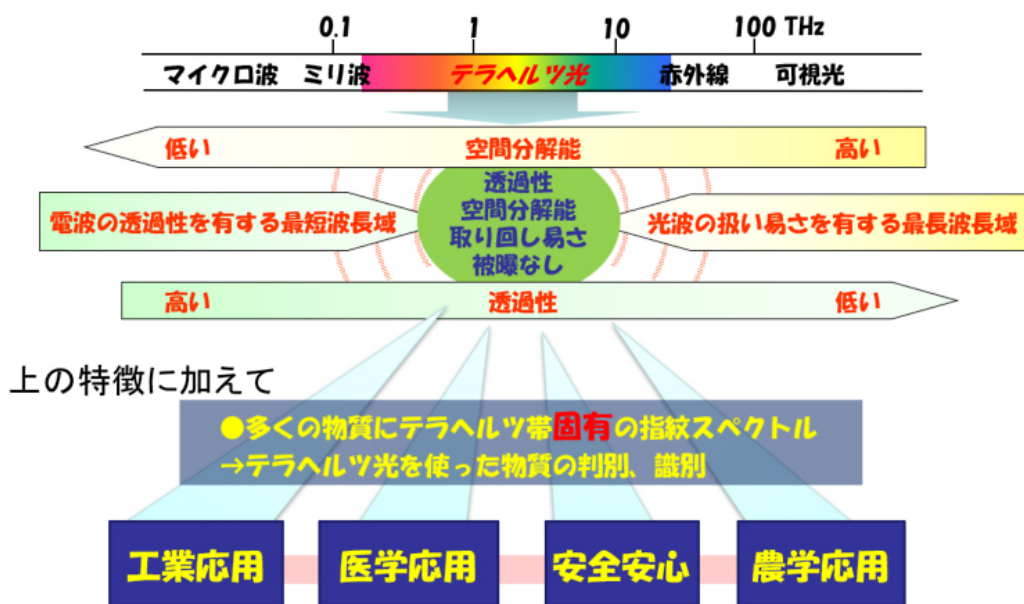 0.1 1 10 100 THz
マイクロ波 ミリ波 テラヘルツ光 赤外線 可視光
低い 空間分解能 高い
透過性
空間分解能
取り回し易さ
被曝なし
電波の透過性を有する最短波長域
光波の扱い易さを有する最長波長域
高い 透過性 低い
上の特徴に加えて
●多くの物質にテラヘルツ帯固有の指紋スペクトル
→テラヘルツ光を使った物質の判別、識別
工業応用 医学応用 安全安心 農学応用